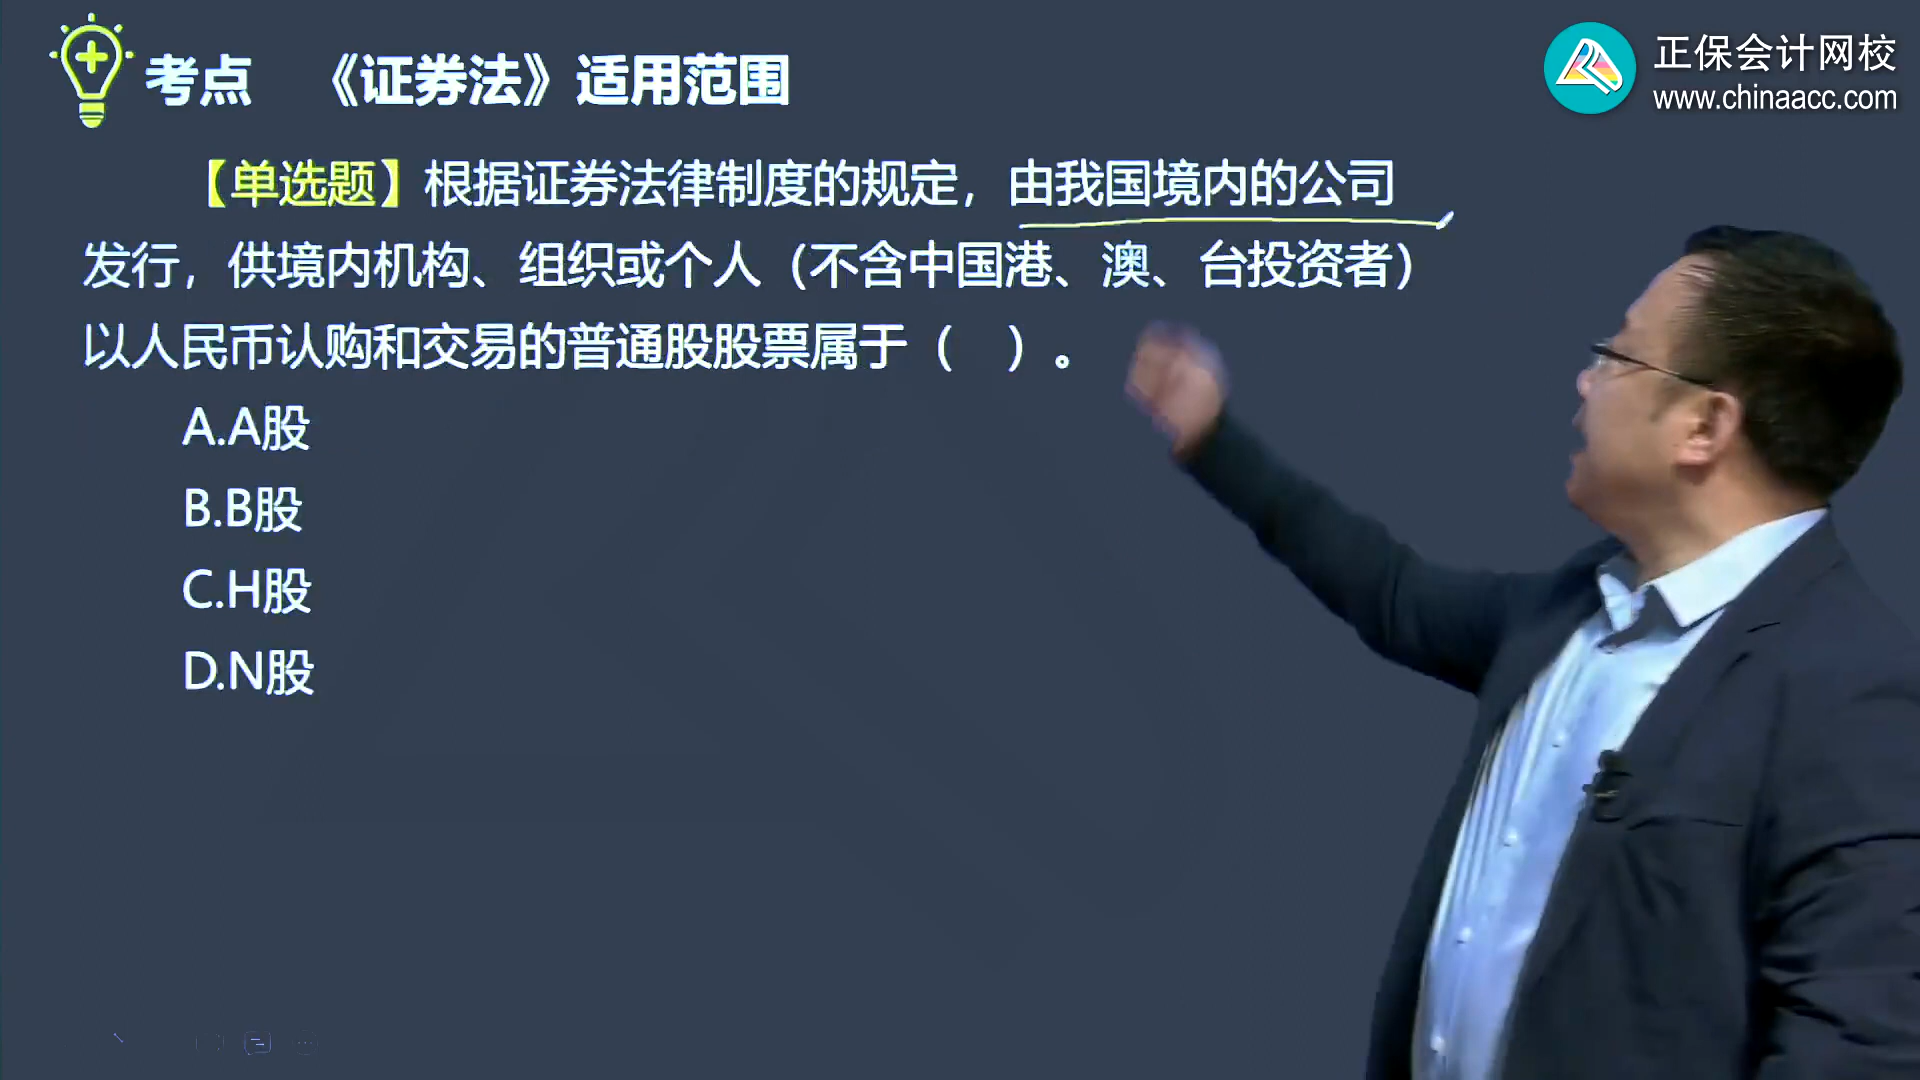 考点 《证券法》适用范围
正保会计网校
www.chinaacc.com
【单选题】根据证券法律制度的规定，由我国境内的公司
发行，供境内机构、组织或个人（不含中国港、澳、台投资者）
以人民币认购和交易的普通股股票属于（ ）。
A.A股
B.B股
C.H股
D.N股